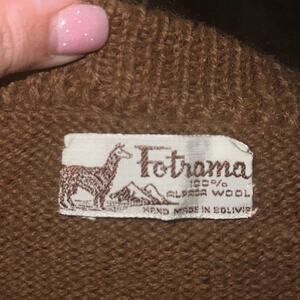 Fotrama
100%
ALPACA WOOL
HAND MADE IN BOLIVIA